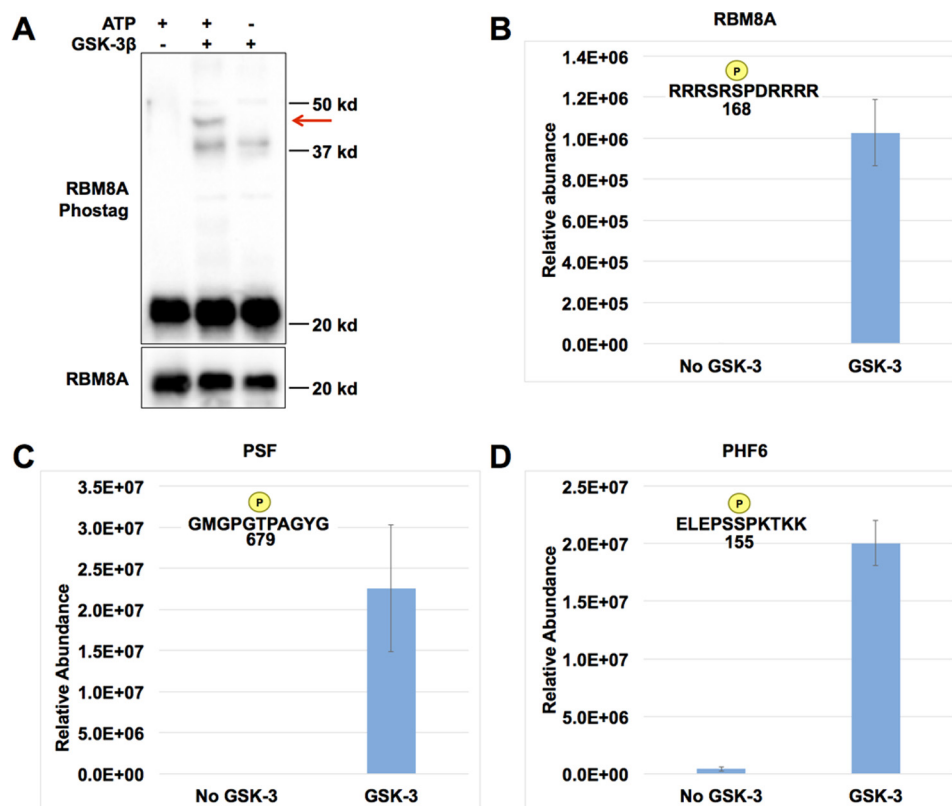 A
ATP + + -
GSK-3β - + +
50 kd
37 kd
RBM8A
Phostag
20 kd
RBM8A
20 kd
B
RBM8A
Relative abunance
1.4E+06
1.2E+06
1.0E+06
8.0E+05
6.0E+05
4.0E+05
2.0E+05
0.0E+00
P
RRRSRSPDRRRR
168
No GSK-3
GSK-3
C
PSF
Relative Abundance
3.5E+07
3.0E+07
2.5E+07
2.0E+07
1.5E+07
1.0E+07
5.0E+06
0.0E+00
P
GMGPGTPAGYG
679
No GSK-3
GSK-3
D
PHF6
Relative Abundance
2.5E+07
2.0E+07
1.5E+07
1.0E+07
5.0E+06
0.0E+00
P
ELEPSSPKTKK
155
No GSK-3
GSK-3